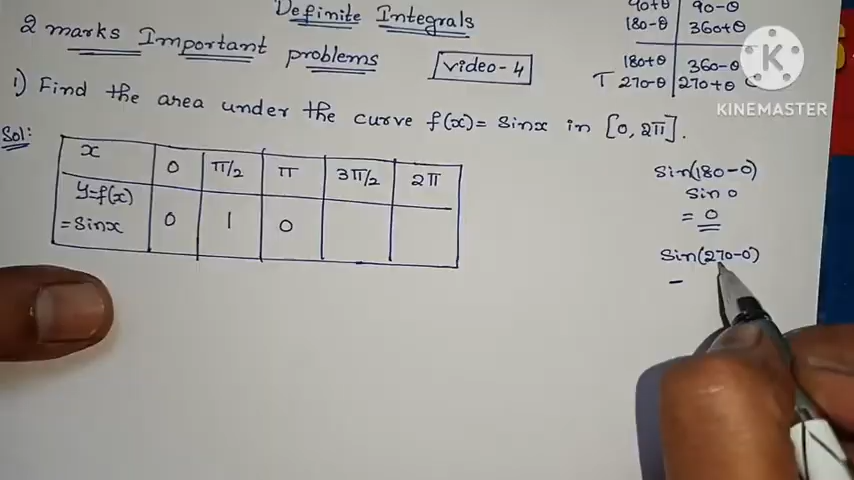 Definite Integrals
2 marks Important problems
video-4
90+θ 90-θ
180-θ 360+θ
180+θ 360-θ
T 270-θ 270+θ C
KINEMASTER
1) Find the area under the curve f(x)= sinx in [0, 2π].
Sol:
x 0 π/2 π 3π/2 2π
y=f(x)
=sinx 0 1 0
sin(180-0)
sin 0
= 0
sin(270-0)
-